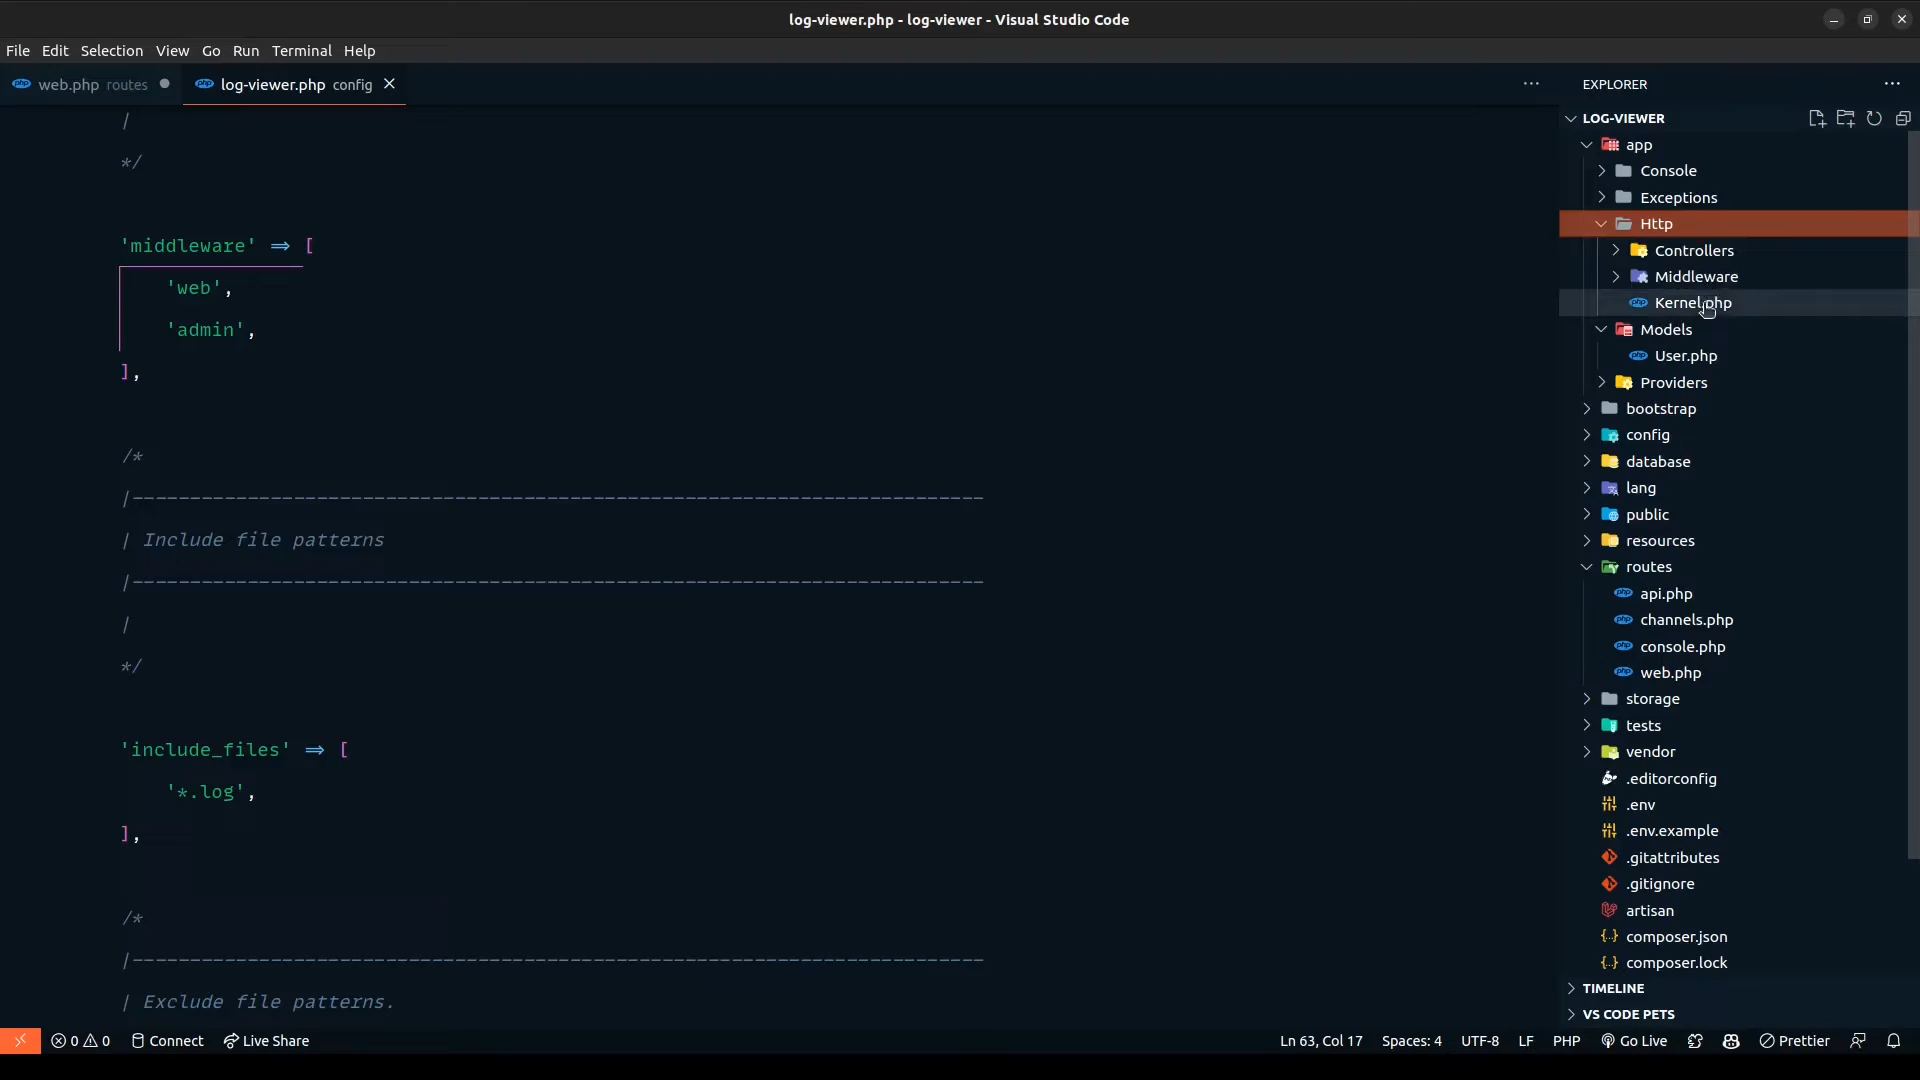 log-viewer.php - log-viewer - Visual Studio Code
File Edit Selection View Go Run Terminal Help
web.php routes
log-viewer.php config
|
*/
'middleware' => [
'web',
'admin',
],
/*
|--------------------------------------------------------------------------
| Include file patterns
|--------------------------------------------------------------------------
|
*/
'include_files' => [
'*.log',
],
/*
|--------------------------------------------------------------------------
| Exclude file patterns.
EXPLORER
LOG-VIEWER
app
Console
Exceptions
Http
Controllers
Middleware
Kernel.php
Models
User.php
Providers
bootstrap
config
database
lang
public
resources
routes
api.php
channels.php
console.php
web.php
storage
tests
vendor
.editorconfig
.env
.env.example
.gitattributes
.gitignore
artisan
composer.json
composer.lock
TIMELINE
VS CODE PETS
0 0 Connect Live Share Ln 63, Col 17 Spaces: 4 UTF-8 LF PHP Go Live Prettier